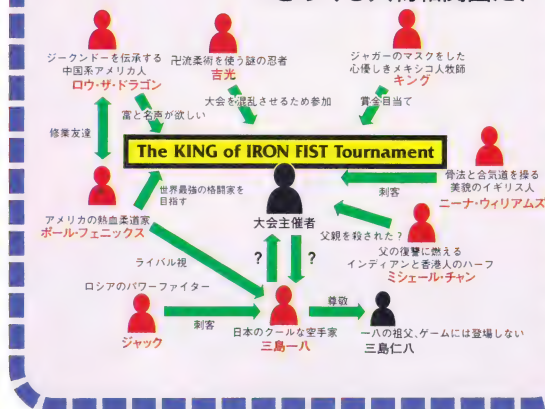 ジークンドーを伝承する
中国系アメリカ人
ロウ・ザ・ドラゴン
卍流柔術を使う謎の忍者
吉光
ジャガーのマスクをした
心優しきメキシコ人牧師
キング
富と名声が欲しい
大会を混乱させるため参加
賞金目当て
修業友達
The KING of IRON FIST Tournament
世界最強の格闘家を
目指す
大会主催者
刺客
骨法と合気道を操る
美貌のイギリス人
ニーナ・ウィリアムズ
アメリカの熱血柔道家
ポール・フェニックス
父親を殺された?
父の復讐に燃える
インディアンと香港人のハーフ
ミシェール・チャン
ライバル視
?
?
ロシアのパワーファイター
ジャック
刺客
日本のクールな空手家
三島一八
尊敬
一八の祖父、ゲームには登場しない
三島仁八